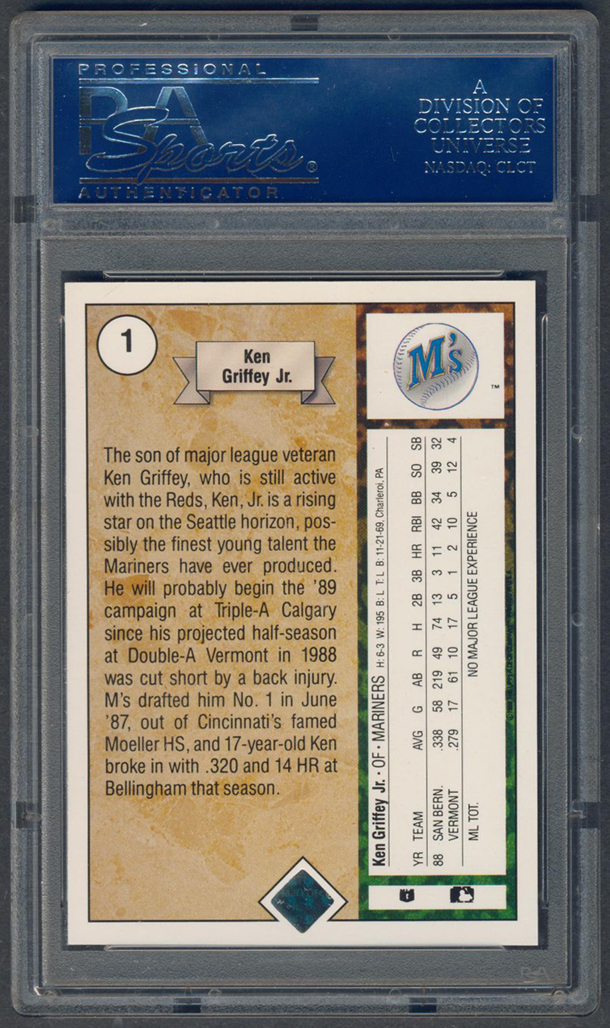 PROFESSIONAL
PSA
Sports®
AUTHENTICATOR
A
DIVISION OF
COLLECTORS
UNIVERSE
NASDAQ: CLCT
1
Ken
Griffey Jr.
The son of major league veteran
Ken Griffey, who is still active
with the Reds, Ken, Jr. is a rising
star on the Seattle horizon, pos-
sibly the finest young talent the
Mariners have ever produced.
He will probably begin the '89
campaign at Triple-A Calgary
since his projected half-season
at Double-A Vermont in 1988
was cut short by a back injury.
M's drafted him No. 1 in June
'87, out of Cincinnati's famed
Moeller HS, and 17-year-old Ken
broke in with .320 and 14 HR at
Bellingham that season.
M's
TM
Ken Griffey Jr. • OF • MARINERS H: 6-3 W: 195 B: L T: L B: 11-21-69, Charleroi, PA
YR TEAM AVG G AB R H 2B 3B HR RBI BB SO SB
88 SAN BERN. .338 58 219 49 74 13 3 11 42 34 39 32
VERMONT .279 17 61 10 17 5 1 2 10 5 12 4
ML TOT. NO MAJOR LEAGUE EXPERIENCE
PSA